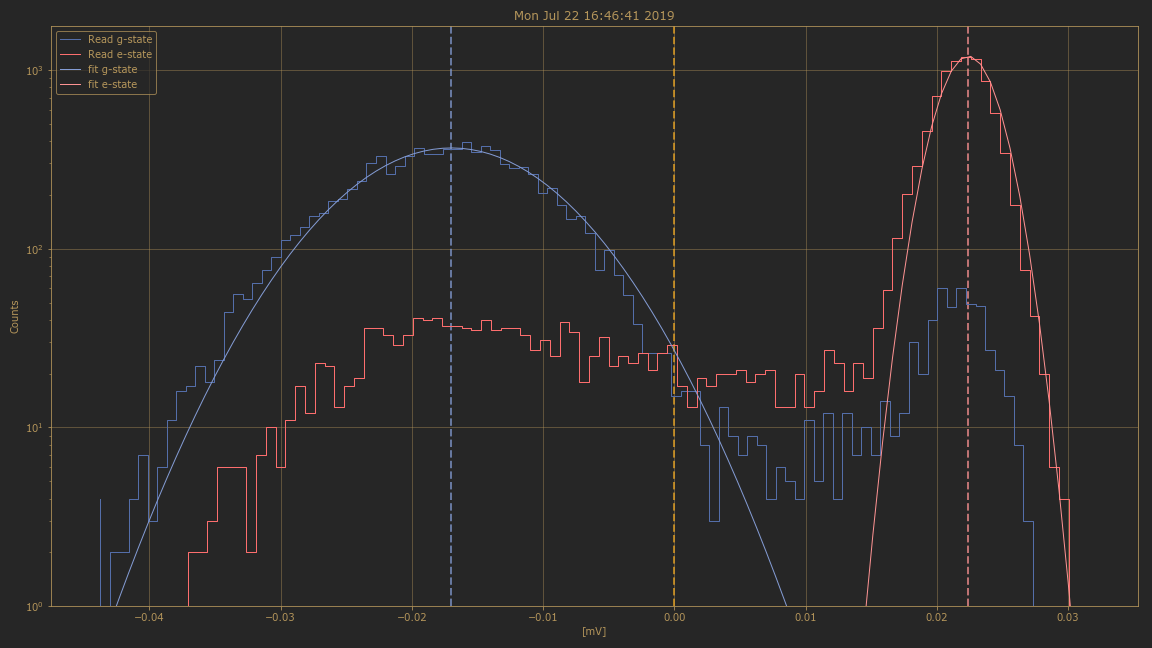 Mon Jul 22 16:46:41 2019
Read g-state
Read e-state
fit g-state
fit e-state
10³
10²
10¹
10⁰
Counts
−0.04 −0.03 −0.02 −0.01 0.00 0.01 0.02 0.03
[mV]